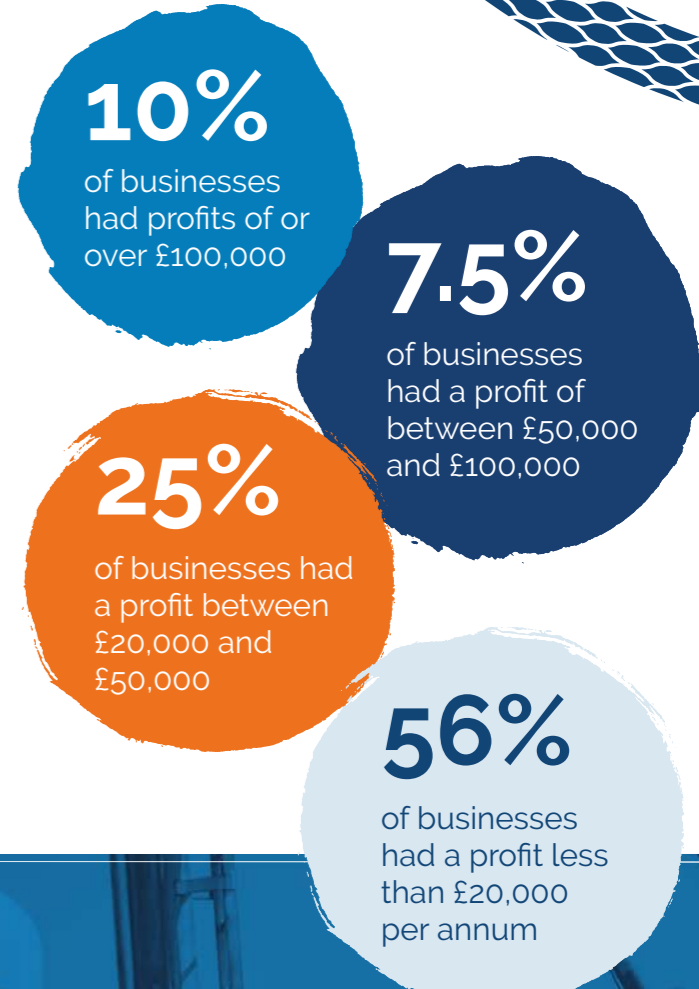 10%
of businesses
had profits of or
over £100,000
7.5%
of businesses
had a profit of
between £50,000
and £100,000
25%
of businesses had
a profit between
£20,000 and
£50,000
56%
of businesses
had a profit less
than £20,000
per annum